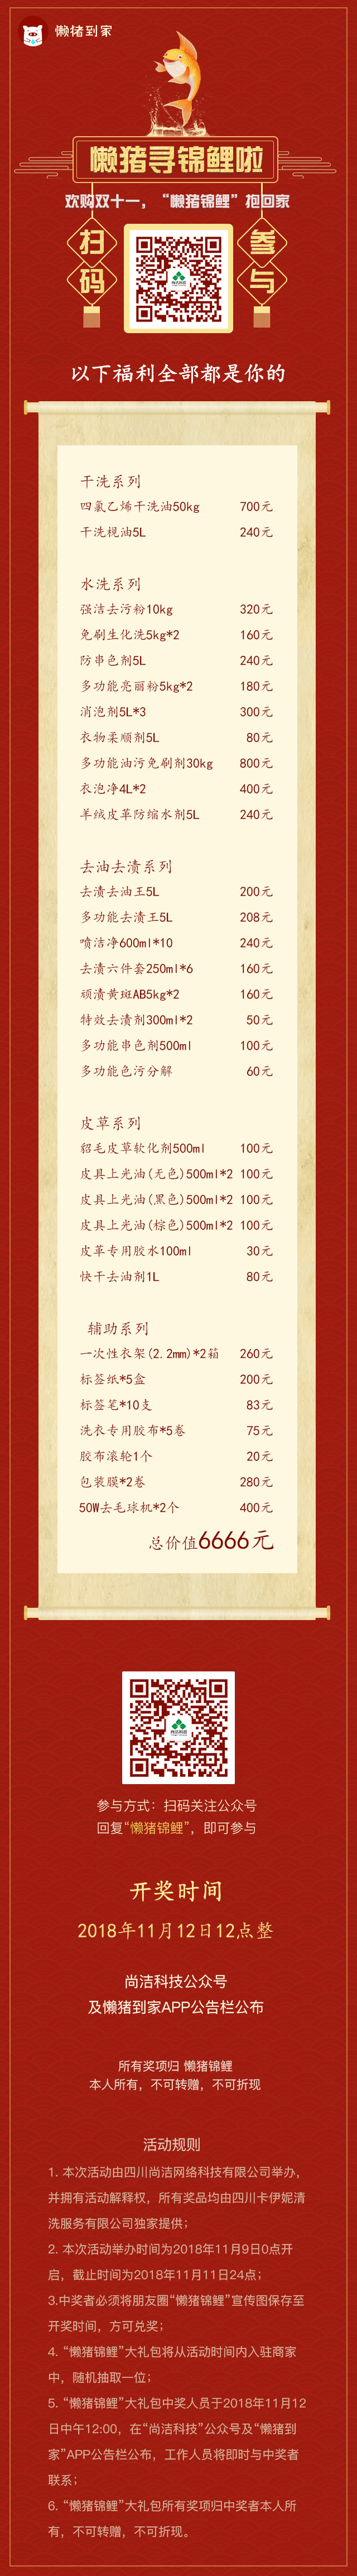 懒猪到家
懒猪寻锦鲤啦
欢购双十一，“懒猪锦鲤”抱回家
扫码
参与
尚洁科技
以下福利全部都是你的
干洗系列
四氯乙烯干洗油50kg 700元
干洗枧油5L 240元
水洗系列
强洁去污粉10kg 320元
免刷生化洗5kg*2 160元
防串色剂5L 240元
多功能亮丽粉5kg*2 180元
消泡剂5L*3 300元
衣物柔顺剂5L 80元
多功能油污免刷剂30kg 800元
衣泡净4L*2 400元
羊绒皮革防缩水剂5L 240元
去油去渍系列
去渍去油王5L 200元
多功能去渍王5L 208元
喷洁净600ml*10 240元
去渍六件套250ml*6 160元
顽渍黄斑AB5kg*2 160元
特效去渍剂300ml*2 50元
多功能串色剂500ml 100元
多功能色污分解 60元
皮草系列
貂毛皮草软化剂500ml 100元
皮具上光油(无色)500ml*2 100元
皮具上光油(黑色)500ml*2 100元
皮具上光油(棕色)500ml*2 100元
皮革专用胶水100ml 30元
快干去油剂1L 80元
辅助系列
一次性衣架(2.2mm)*2箱 260元
标签纸*5盒 200元
标签笔*10支 83元
洗衣专用胶布*5卷 75元
胶布滚轮1个 20元
包装膜*2卷 280元
50W去毛球机*2个 400元
总价值6666元
尚洁科技
参与方式：扫码关注公众号
回复“懒猪锦鲤”，即可参与
开奖时间
2018年11月12日12点整
尚洁科技公众号
及懒猪到家APP公告栏公布
所有奖项归 懒猪锦鲤
本人所有，不可转赠，不可折现
活动规则
1. 本次活动由四川尚洁网络科技有限公司举办，
并拥有活动解释权，所有奖品均由四川卡伊妮清
洗服务有限公司独家提供；
2. 本次活动举办时间为2018年11月9日0点开
启，截止时间为2018年11月11日24点；
3.中奖者必须将朋友圈“懒猪锦鲤”宣传图保存至
开奖时间，方可兑奖；
4. “懒猪锦鲤”大礼包将从活动时间内入驻商家
中，随机抽取一位；
5. “懒猪锦鲤”大礼包中奖人员于2018年11月12
日中午12:00，在“尚洁科技”公众号及“懒猪到
家”APP公告栏公布，工作人员将即时与中奖者
联系；
6. “懒猪锦鲤”大礼包所有奖项归中奖者本人所
有，不可转赠，不可折现。